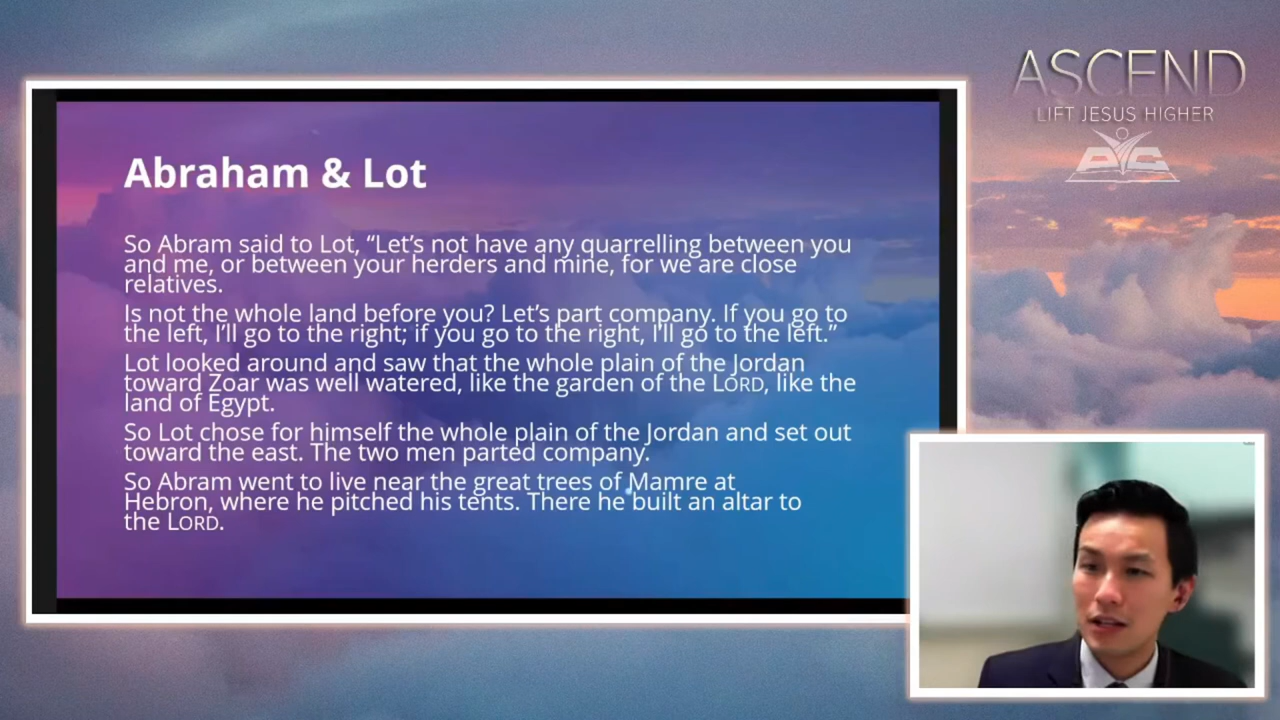 ASCEND
LIFT JESUS HIGHER
AYC
Abraham & Lot
So Abram said to Lot, “Let’s not have any quarrelling between you
and me, or between your herders and mine, for we are close
relatives.
Is not the whole land before you? Let’s part company. If you go to
the left, I’ll go to the right; if you go to the right, I’ll go to the left.”
Lot looked around and saw that the whole plain of the Jordan
toward Zoar was well watered, like the garden of the LORD, like the
land of Egypt.
So Lot chose for himself the whole plain of the Jordan and set out
toward the east. The two men parted company.
So Abram went to live near the great trees of Mamre at
Hebron, where he pitched his tents. There he built an altar to
the LORD.